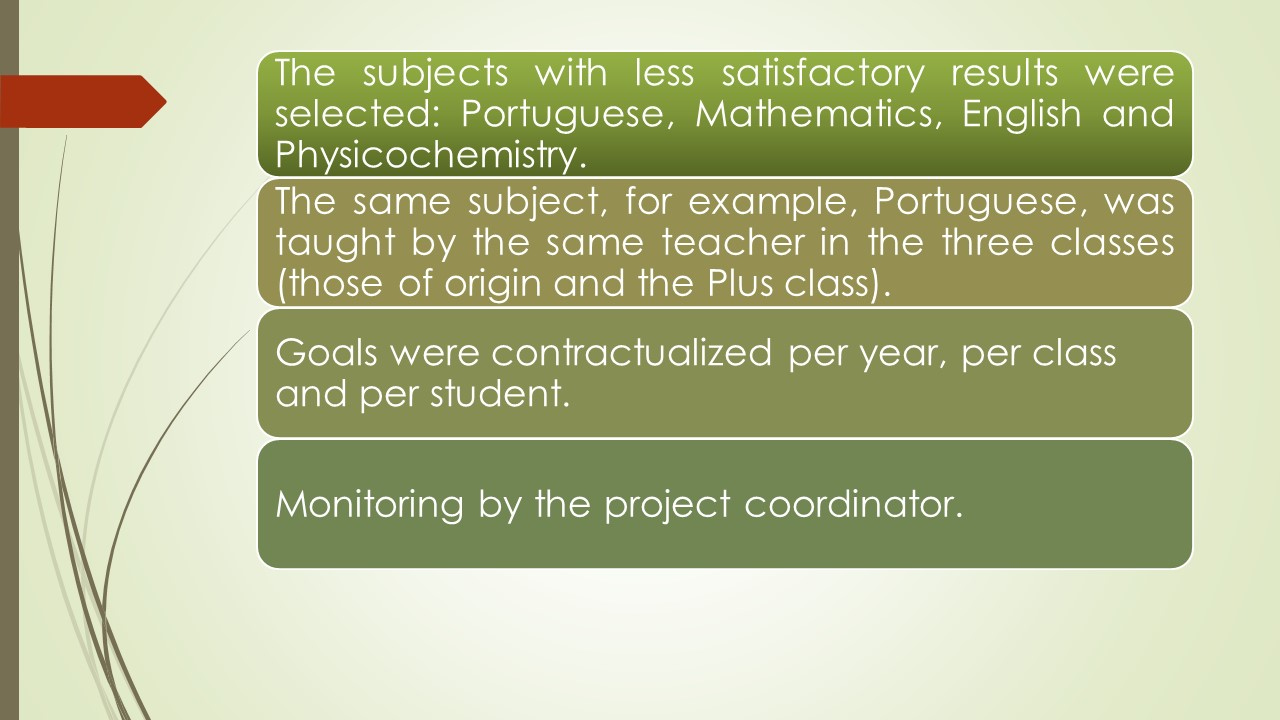 The subjects with less satisfactory results were
selected: Portuguese, Mathematics, English and
Physicochemistry.
The same subject, for example, Portuguese, was
taught by the same teacher in the three classes
(those of origin and the Plus class).
Goals were contractualized per year, per class
and per student.
Monitoring by the project coordinator.